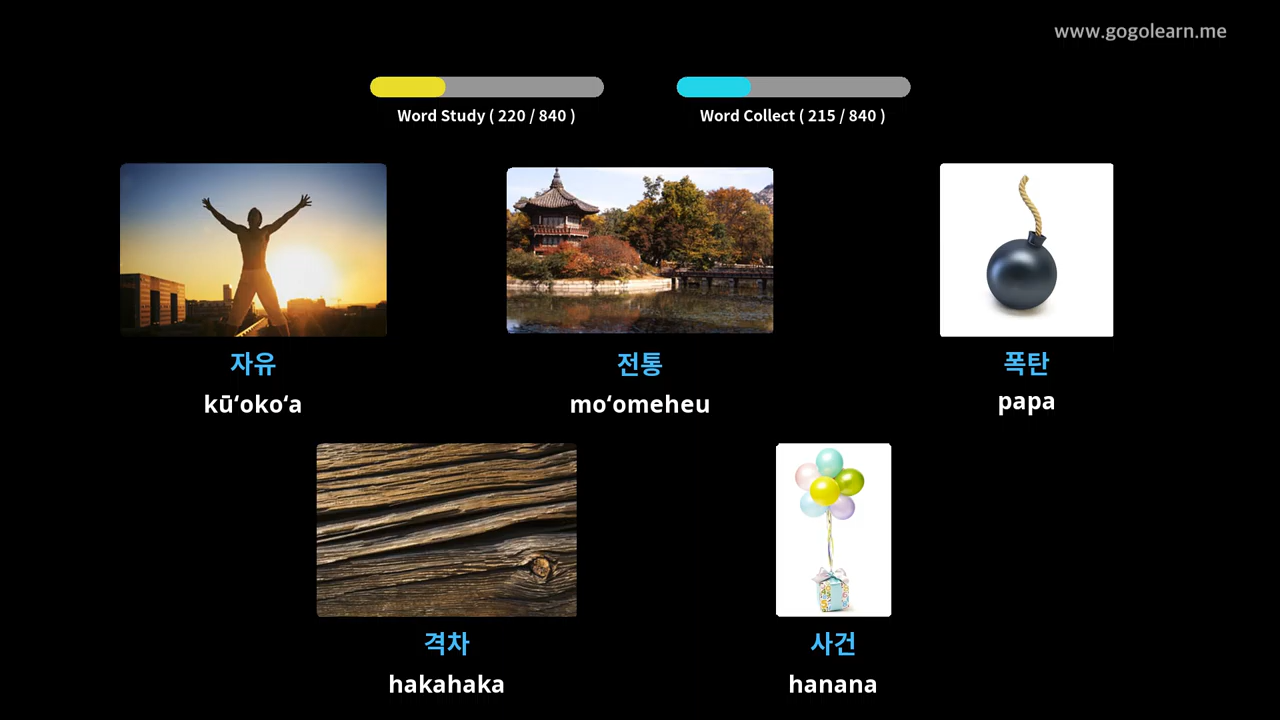 www.gogolearn.me
Word Study ( 220 / 840 )
Word Collect ( 215 / 840 )
자유
kūʻokoʻa
전통
moʻomeheu
폭탄
papa
격차
hakahaka
사건
hanana